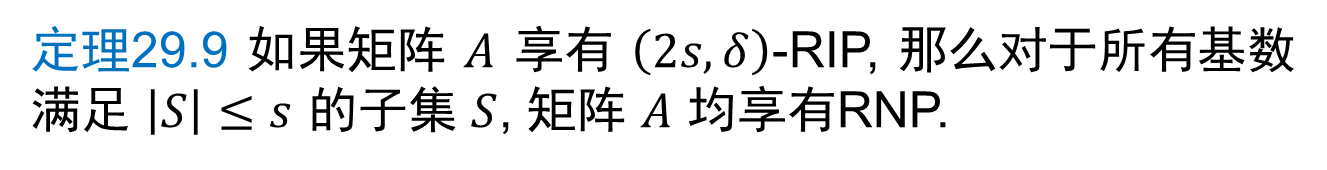 定理29.9 如果矩阵 A 享有 (2s, δ)-RIP, 那么对于所有基数
满足 |S| ≤ s 的子集 S, 矩阵 A 均享有RNP.